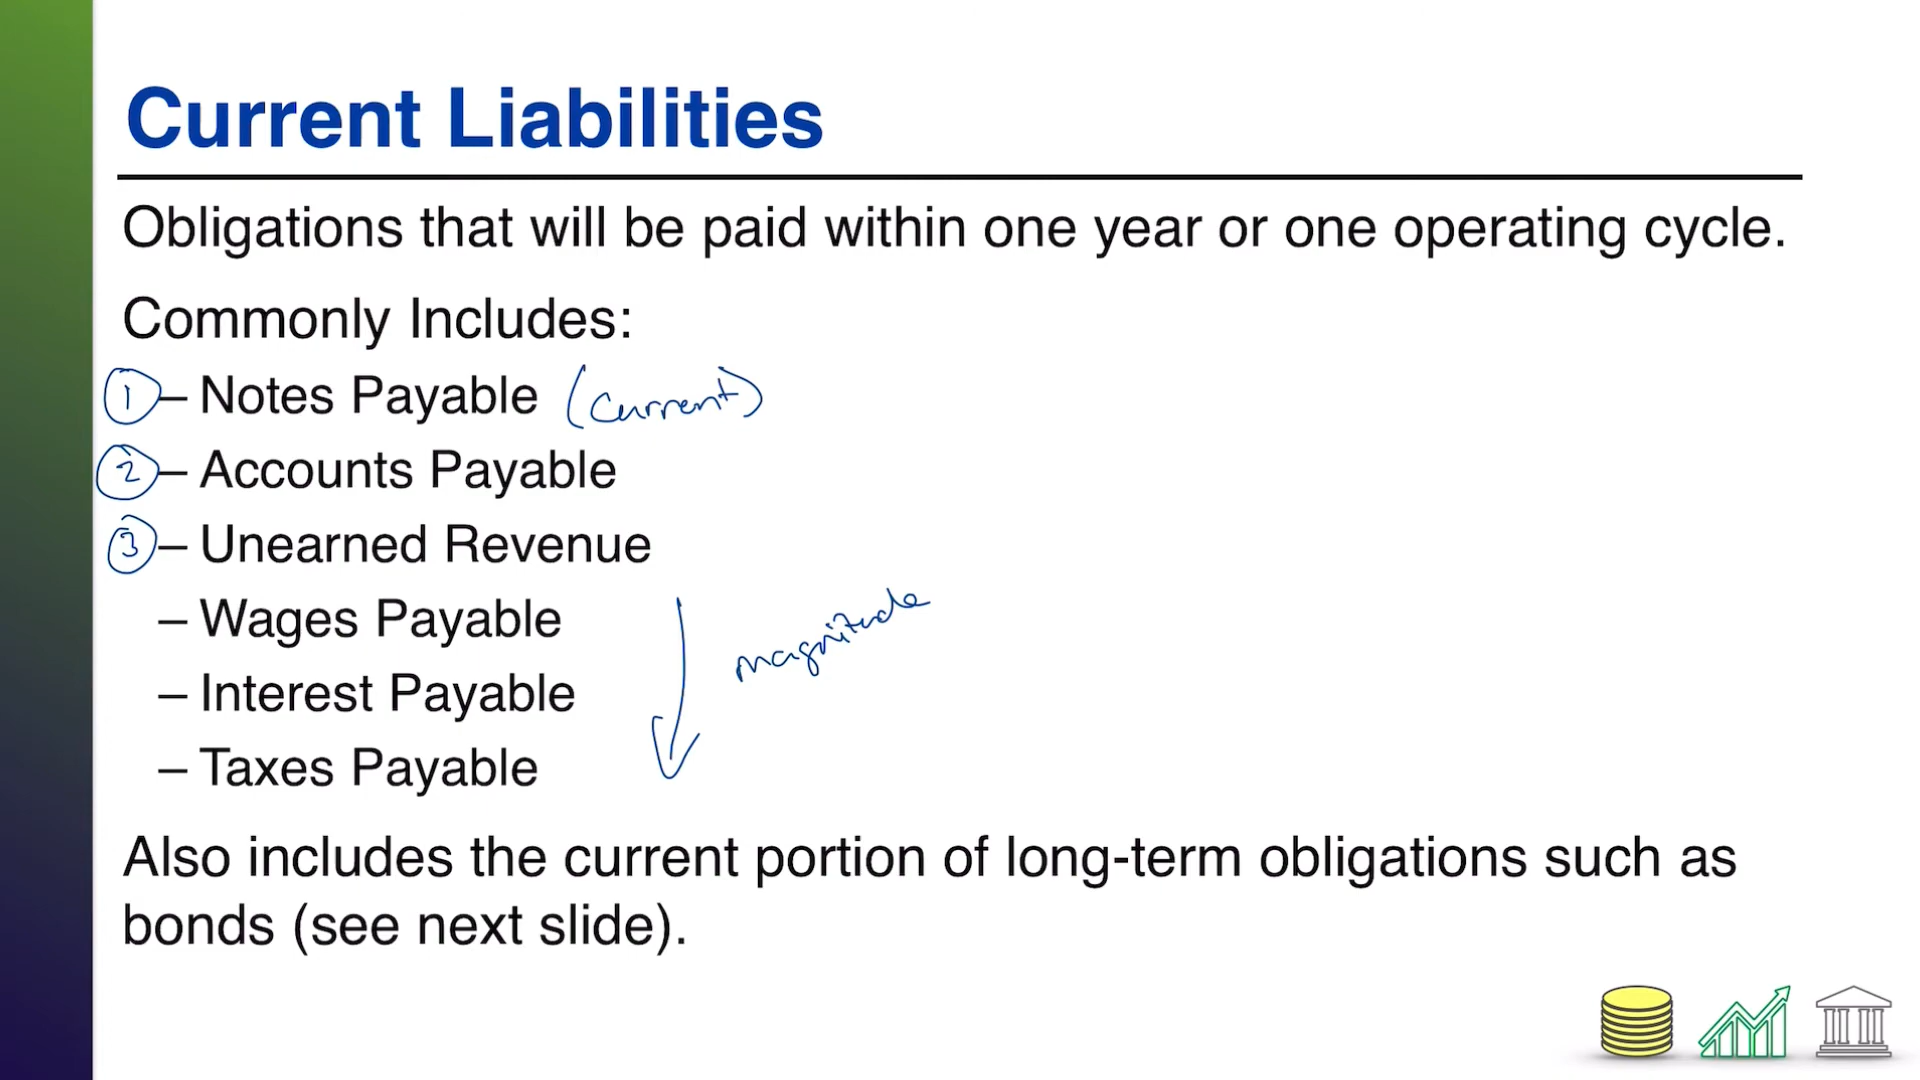 Current Liabilities
Obligations that will be paid within one year or one operating cycle.
Commonly Includes:
1 – Notes Payable (current)
2 – Accounts Payable
3 – Unearned Revenue
– Wages Payable
magnitude
– Interest Payable
– Taxes Payable
Also includes the current portion of long-term obligations such as
bonds (see next slide).